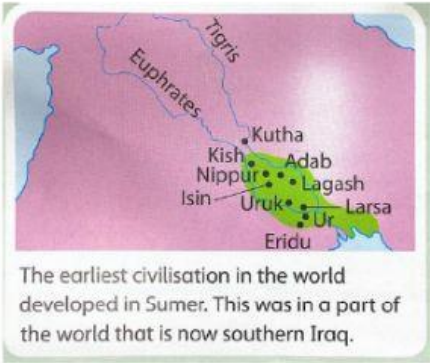 Tigris
Euphrates
Kutha
Kish
Adab
Nippur
Lagash
Isin
Uruk
Larsa
Ur
Eridu
The earliest civilisation in the world
developed in Sumer. This was in a part of
the world that is now southern Iraq.